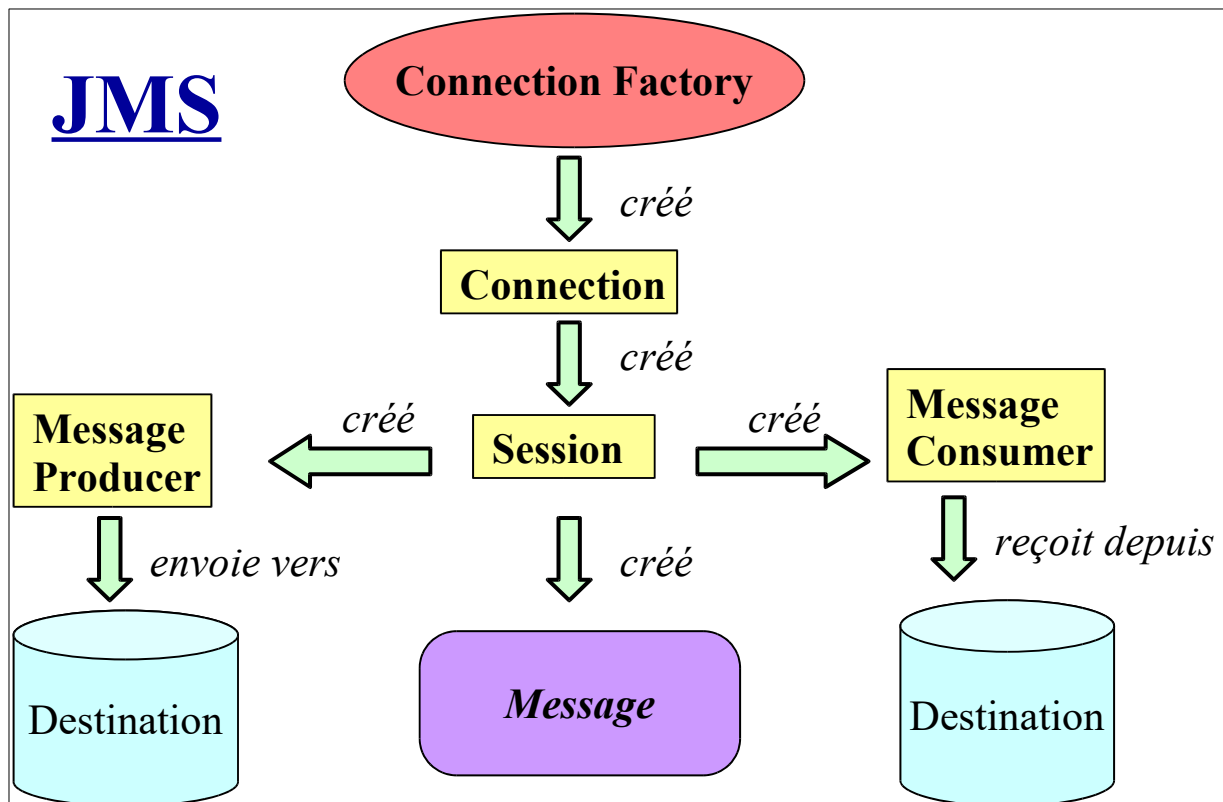 JMS
Connection Factory
créé
Connection
créé
créé
créé
Message
Producer
Session
Message
Consumer
envoie vers
créé
reçoit depuis
Destination
Message
Destination